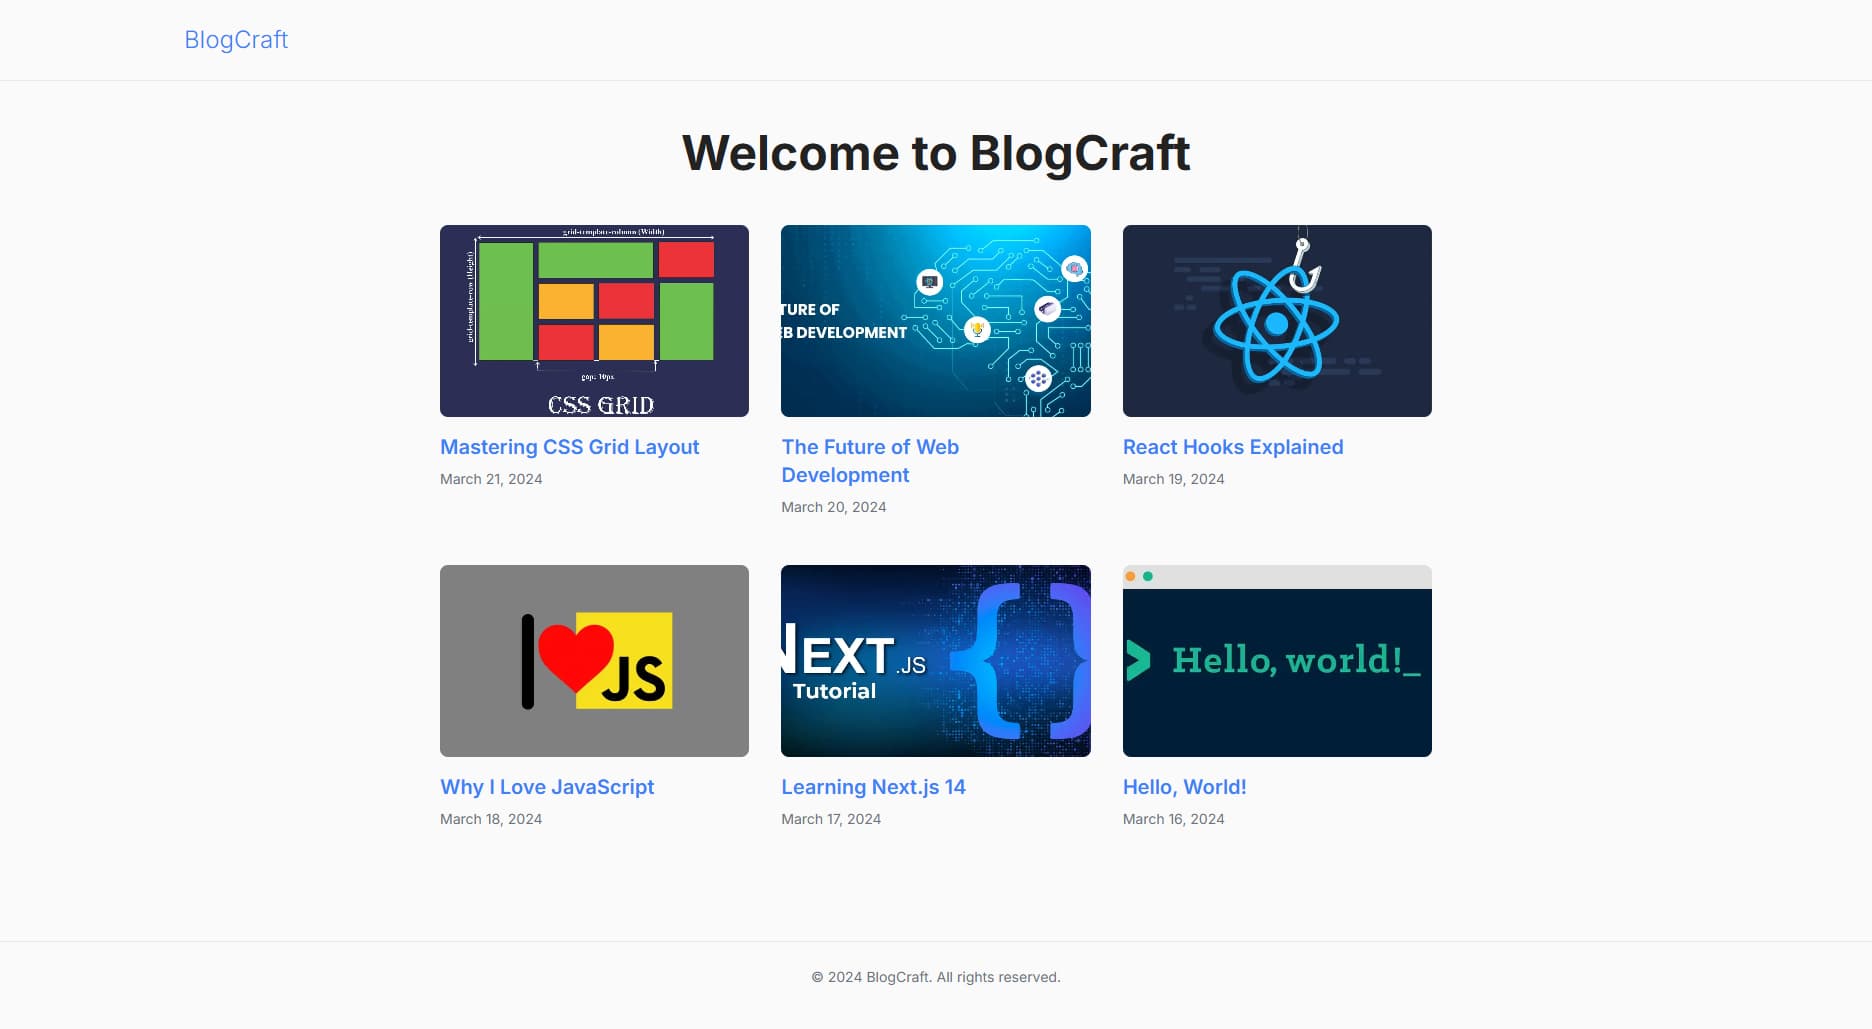 BlogCraft
Welcome to BlogCraft
grid-template-column (Width)
grid-template-row (Height)
gap: 10px
CSS GRID
TURE OF
B DEVELOPMENT
Mastering CSS Grid Layout
March 21, 2024
The Future of Web
Development
March 20, 2024
React Hooks Explained
March 19, 2024
I
JS
NEXT.JS
Tutorial
Hello, world!_
Why I Love JavaScript
March 18, 2024
Learning Next.js 14
March 17, 2024
Hello, World!
March 16, 2024
© 2024 BlogCraft. All rights reserved.